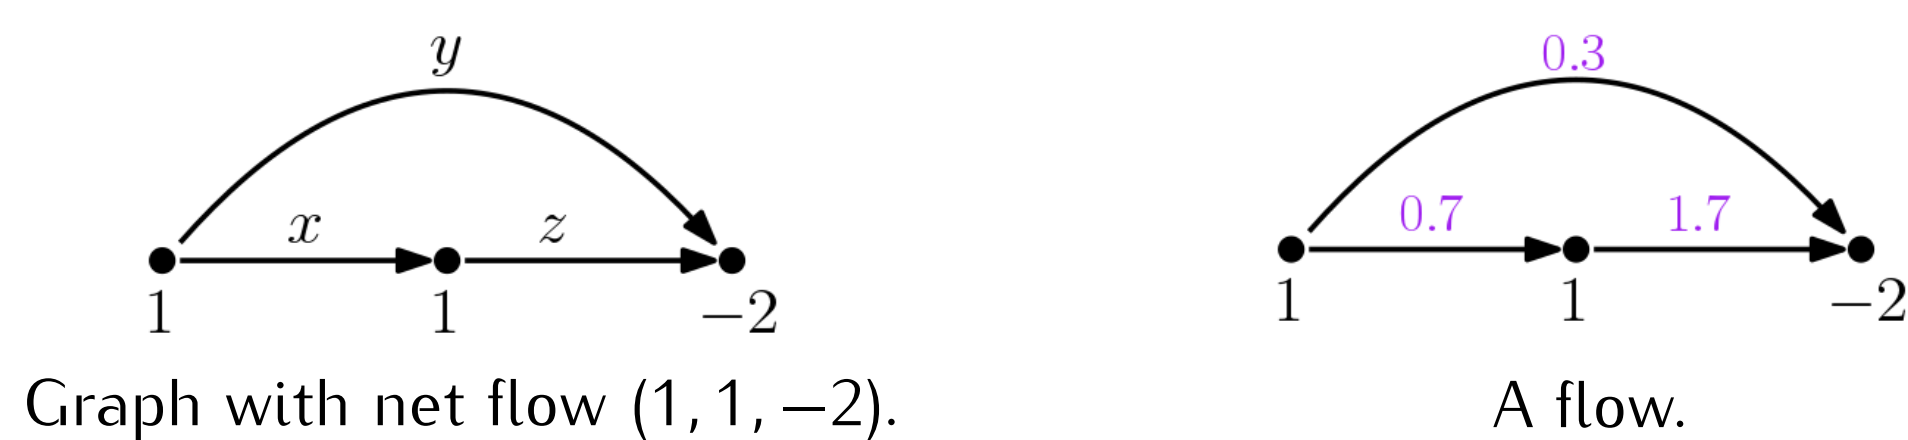 y
0.3
x
z
0.7
1.7
1
1
−2
1
1
−2
Graph with net flow (1, 1, −2).
A flow.